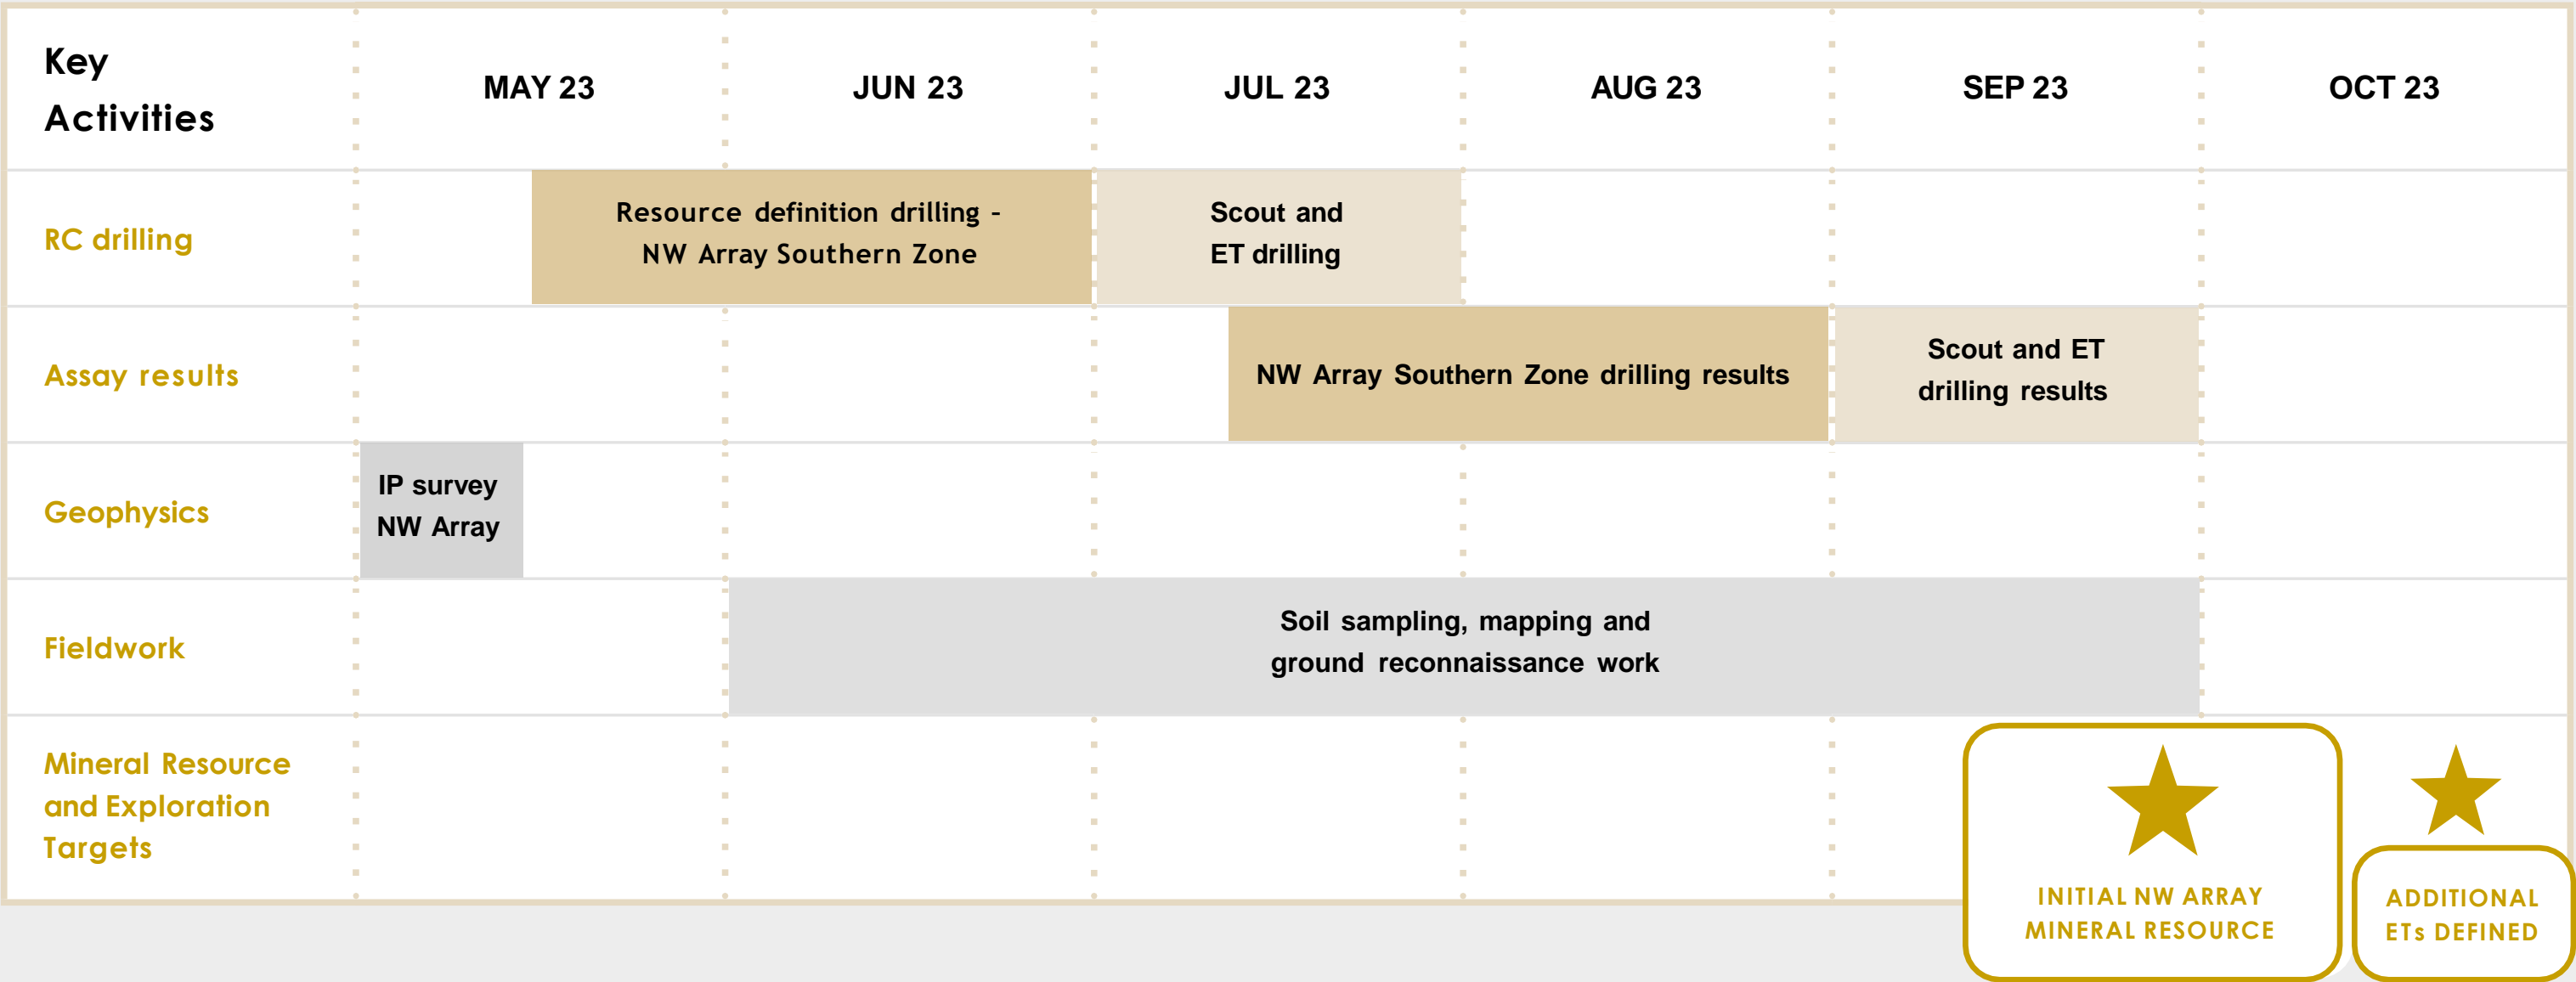 Key
Activities
MAY 23
JUN 23
JUL 23
AUG 23
SEP 23
OCT 23
RC drilling
Resource definition drilling -
NW Array Southern Zone
Scout and
ET drilling
Assay results
NW Array Southern Zone drilling results
Scout and ET
drilling results
Geophysics
IP survey
NW Array
Fieldwork
Soil sampling, mapping and
ground reconnaissance work
Mineral Resource
and Exploration
Targets
INITIAL NW ARRAY
MINERAL RESOURCE
ADDITIONAL
ETs DEFINED